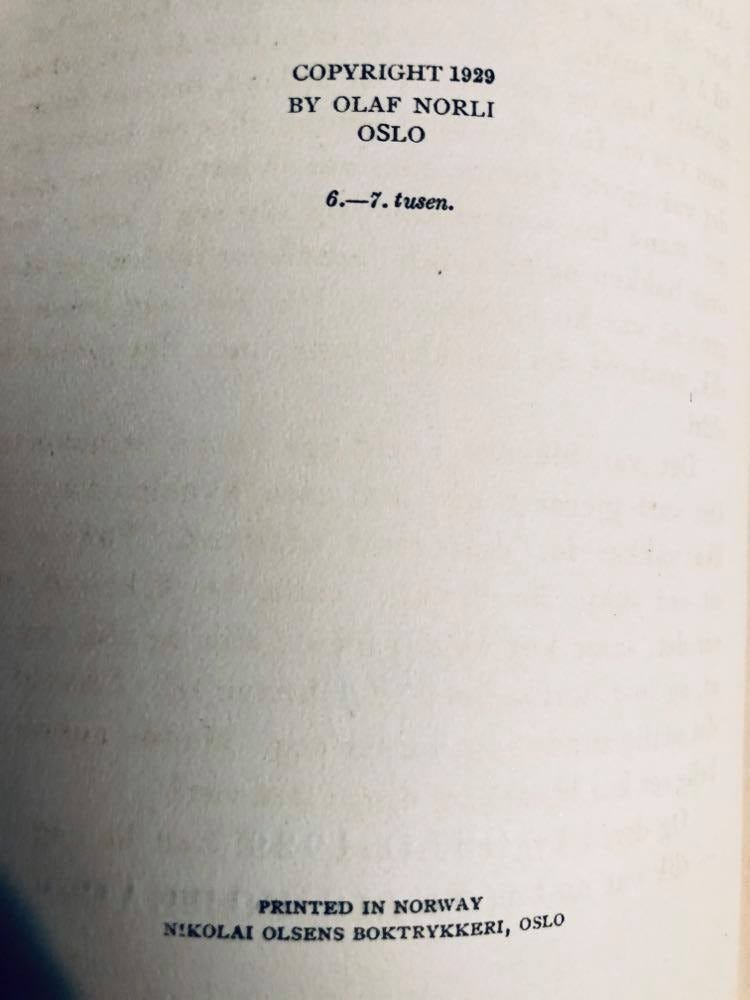 COPYRIGHT 1929
BY OLAF NORLI
OSLO
6.—7. tusen.
PRINTED IN NORWAY
NIKOLAI OLSENS BOKTRYKKERI, OSLO